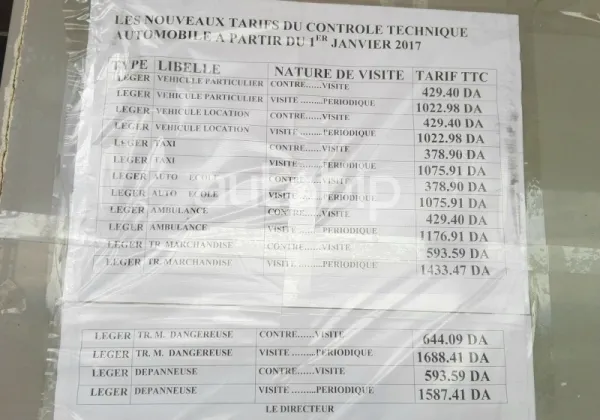 LES NOUVEAUX TARIFS DU CONTROLE TECHNIQUE
AUTOMOBILE A PARTIR DU 1ER JANVIER 2017
TYPE LIBELLE NATURE DE VISITE TARIF TTC
LEGER VEHICULE PARTICULIER CONTRE......VISITE 429.40 DA
LEGER VEHICULE PARTICULIER VISITE .......PERIODIQUE 1022.98 DA
LEGER VEHICULE LOCATION CONTRE......VISITE 429.40 DA
LEGER VEHICULE LOCATION VISITE .......PERIODIQUE 1022.98 DA
LEGER TAXI CONTRE......VISITE 378.90 DA
LEGER TAXI VISITE .......PERIODIQUE 1075.91 DA
LEGER AUTO ECOLE CONTRE......VISITE 378.90 DA
LEGER AUTO ECOLE VISITE .......PERIODIQUE 1075.91 DA
LEGER AMBULANCE CONTRE......VISITE 429.40 DA
LEGER AMBULANCE VISITE .......PERIODIQUE 1176.91 DA
LEGER TR. MARCHANDISE CONTRE......VISITE 593.59 DA
LEGER TR. MARCHANDISE VISITE .......PERIODIQUE 1433.47 DA
LEGER TR. M. DANGEREUSE CONTRE......VISITE 644.09 DA
LEGER TR. M. DANGEREUSE VISITE .......PERIODIQUE 1688.41 DA
LEGER DEPANNEUSE CONTRE......VISITE 593.59 DA
LEGER DEPANNEUSE VISITE .......PERIODIQUE 1587.41 DA
LE DIRECTEUR